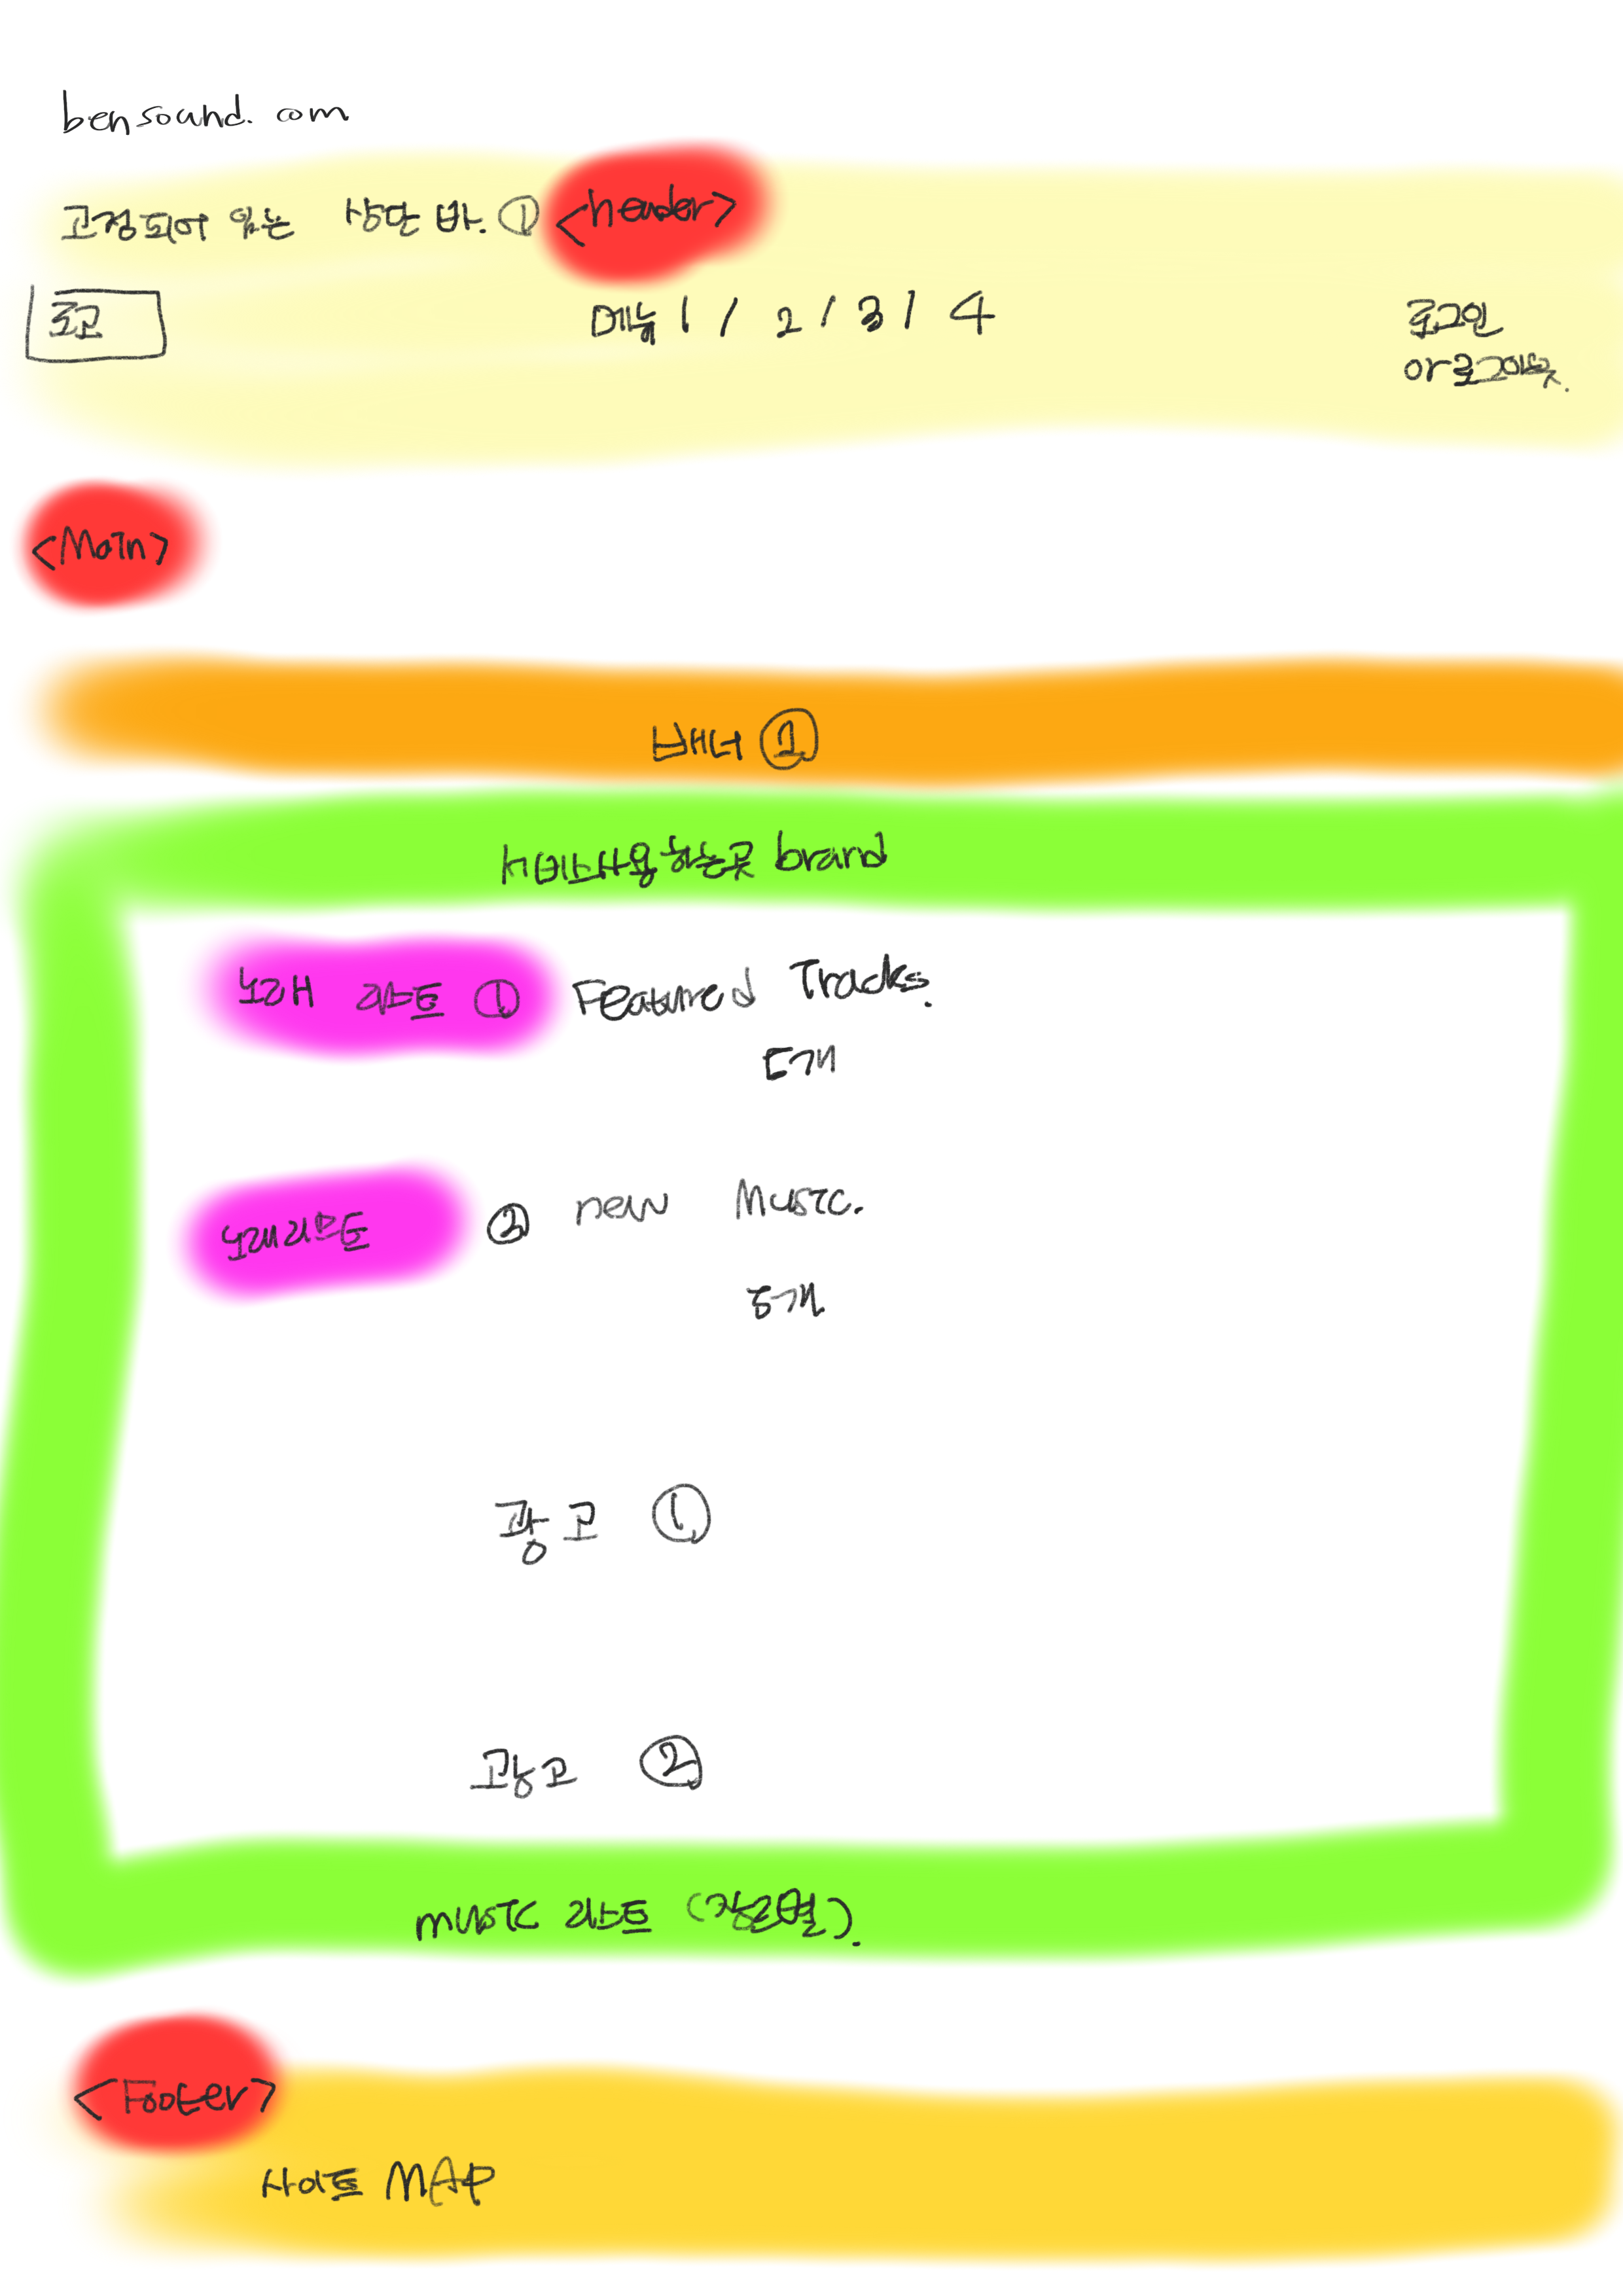 bensound. com
고정되어 있는 상단 바. ① <header>
로고 메뉴 1 / 2 / 3 / 4 로그인
or 로그아웃.
<Main>
배너 ①
서비스사용하는곳 brand
노래 리스트 ① Featured Tracks.
5개
노래리스트 ② new Music.
5개
광고 ①
광고 ②
music 리스트 (장르별).
<Footer>
사이트 MAP